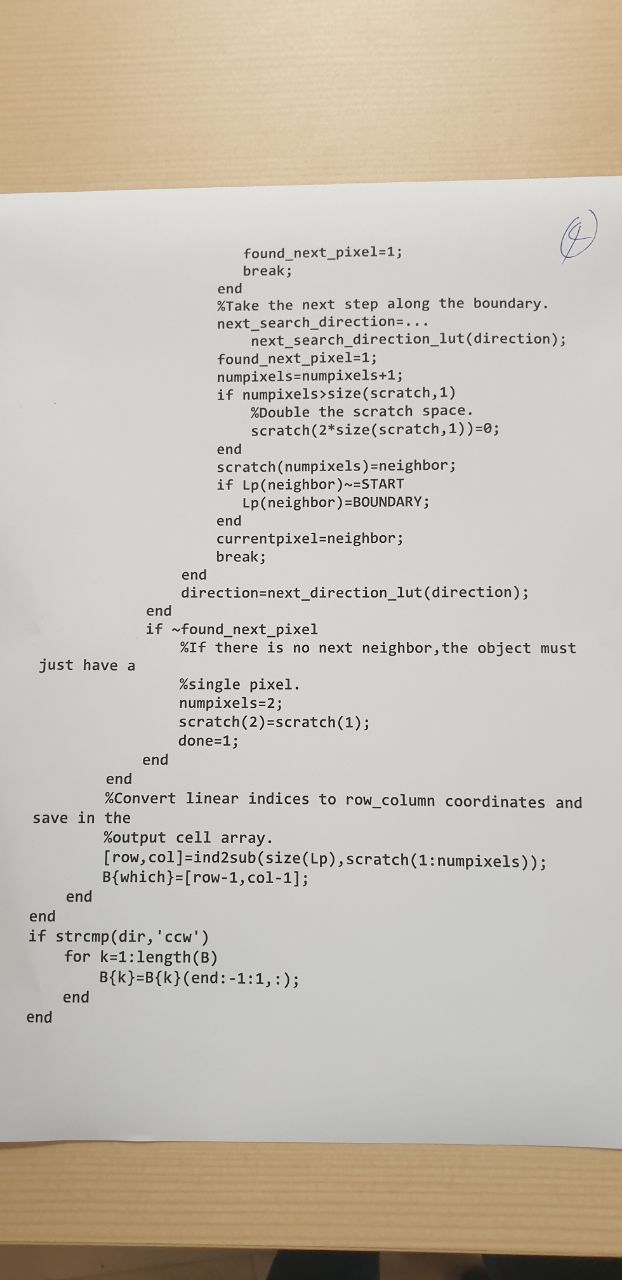 4
found_next_pixel=1;
break;
end
%Take the next step along the boundary.
next_search_direction=...
next_search_direction_lut(direction);
found_next_pixel=1;
numpixels=numpixels+1;
if numpixels>size(scratch,1)
%Double the scratch space.
scratch(2*size(scratch,1))=0;
end
scratch(numpixels)=neighbor;
if Lp(neighbor)~=START
Lp(neighbor)=BOUNDARY;
end
currentpixel=neighbor;
break;
end
direction=next_direction_lut(direction);
end
if ~found_next_pixel
%If there is no next neighbor,the object must
just have a
%single pixel.
numpixels=2;
scratch(2)=scratch(1);
done=1;
end
end
%Convert linear indices to row_column coordinates and
save in the
%output cell array.
[row,col]=ind2sub(size(Lp),scratch(1:numpixels));
B{which}=[row-1,col-1];
end
end
if strcmp(dir,'ccw')
for k=1:length(B)
B{k}=B{k}(end:-1:1,:);
end
end